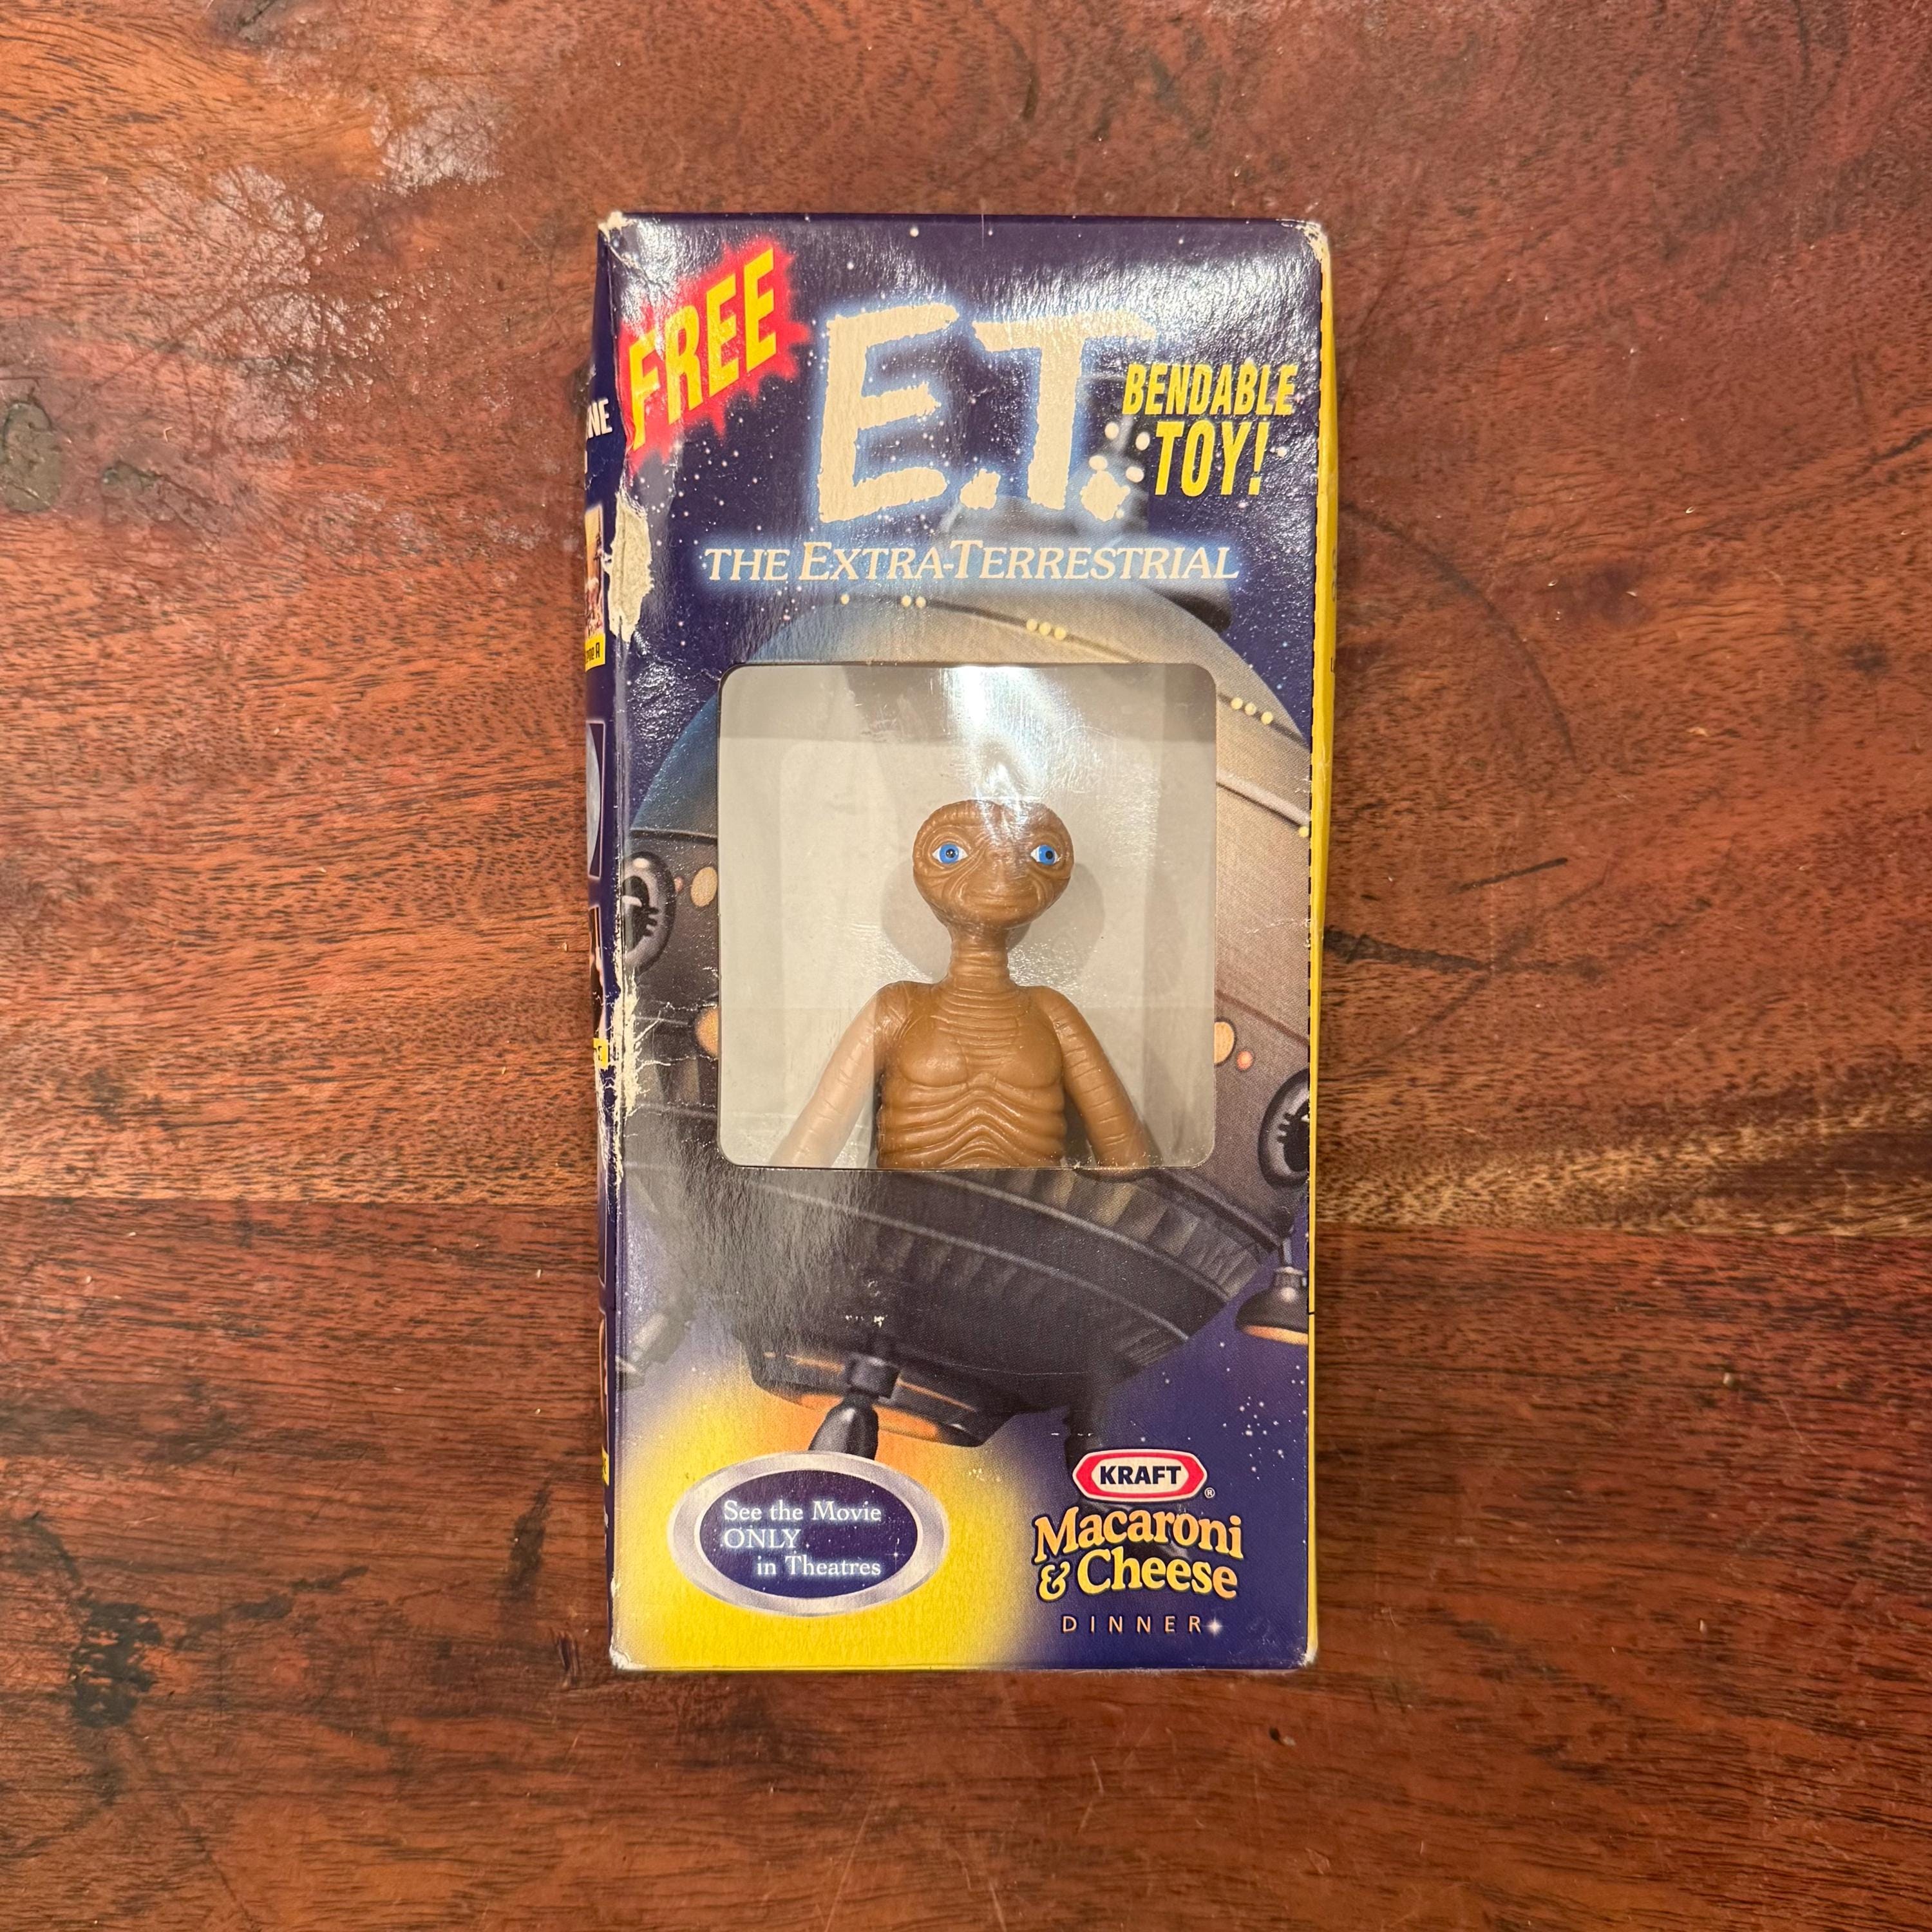 FREE
E.T.
BENDABLE
TOY!
THE EXTRA-TERRESTRIAL
See the Movie
ONLY
in Theatres
KRAFT®
Macaroni
& Cheese
DINNER